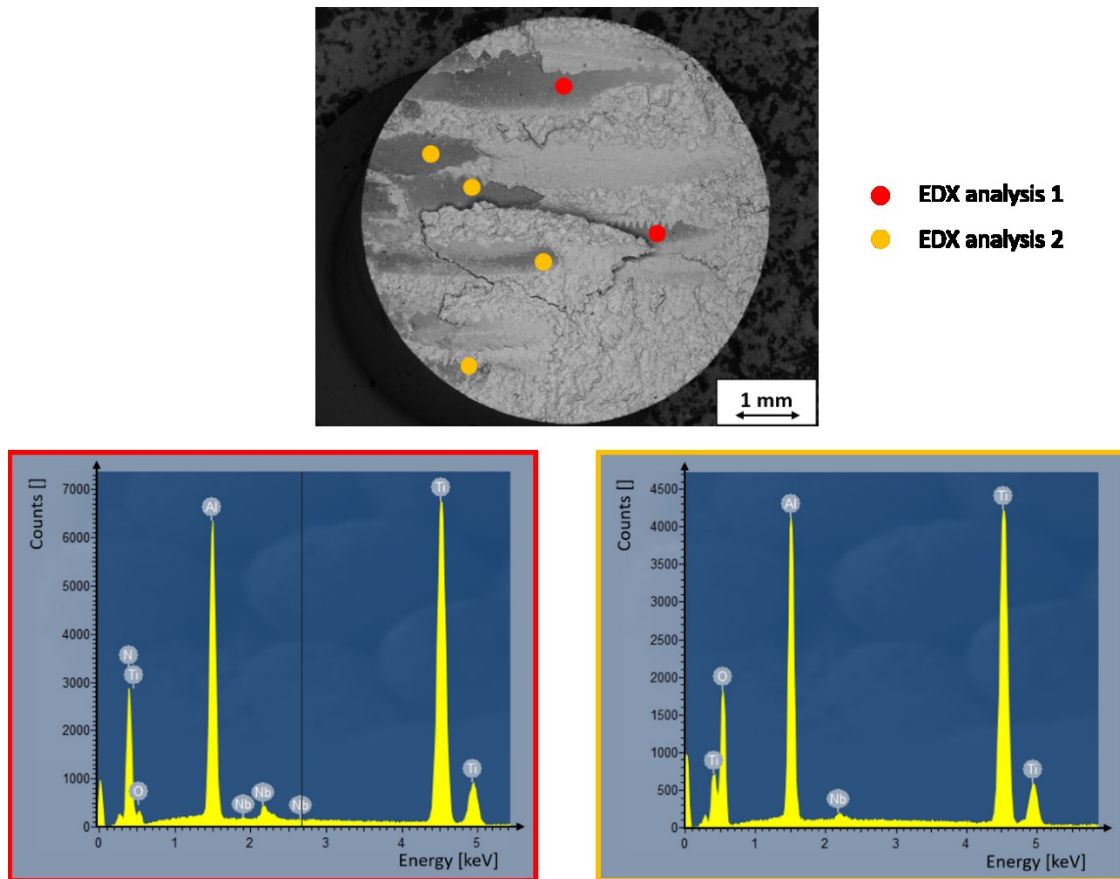 EDX analysis 1
EDX analysis 2
1 mm
Counts []
7000
6000
5000
4000
3000
2000
1000
0
N
Ti
O
Al
Nb
Nb
Nb
Ti
Ti
0
1
2
3
4
5
Energy [keV]
Counts []
4500
4000
3500
3000
2500
2000
1500
1000
500
0
Ti
O
Al
Nb
Ti
Ti
0
1
2
3
4
5
Energy [keV]